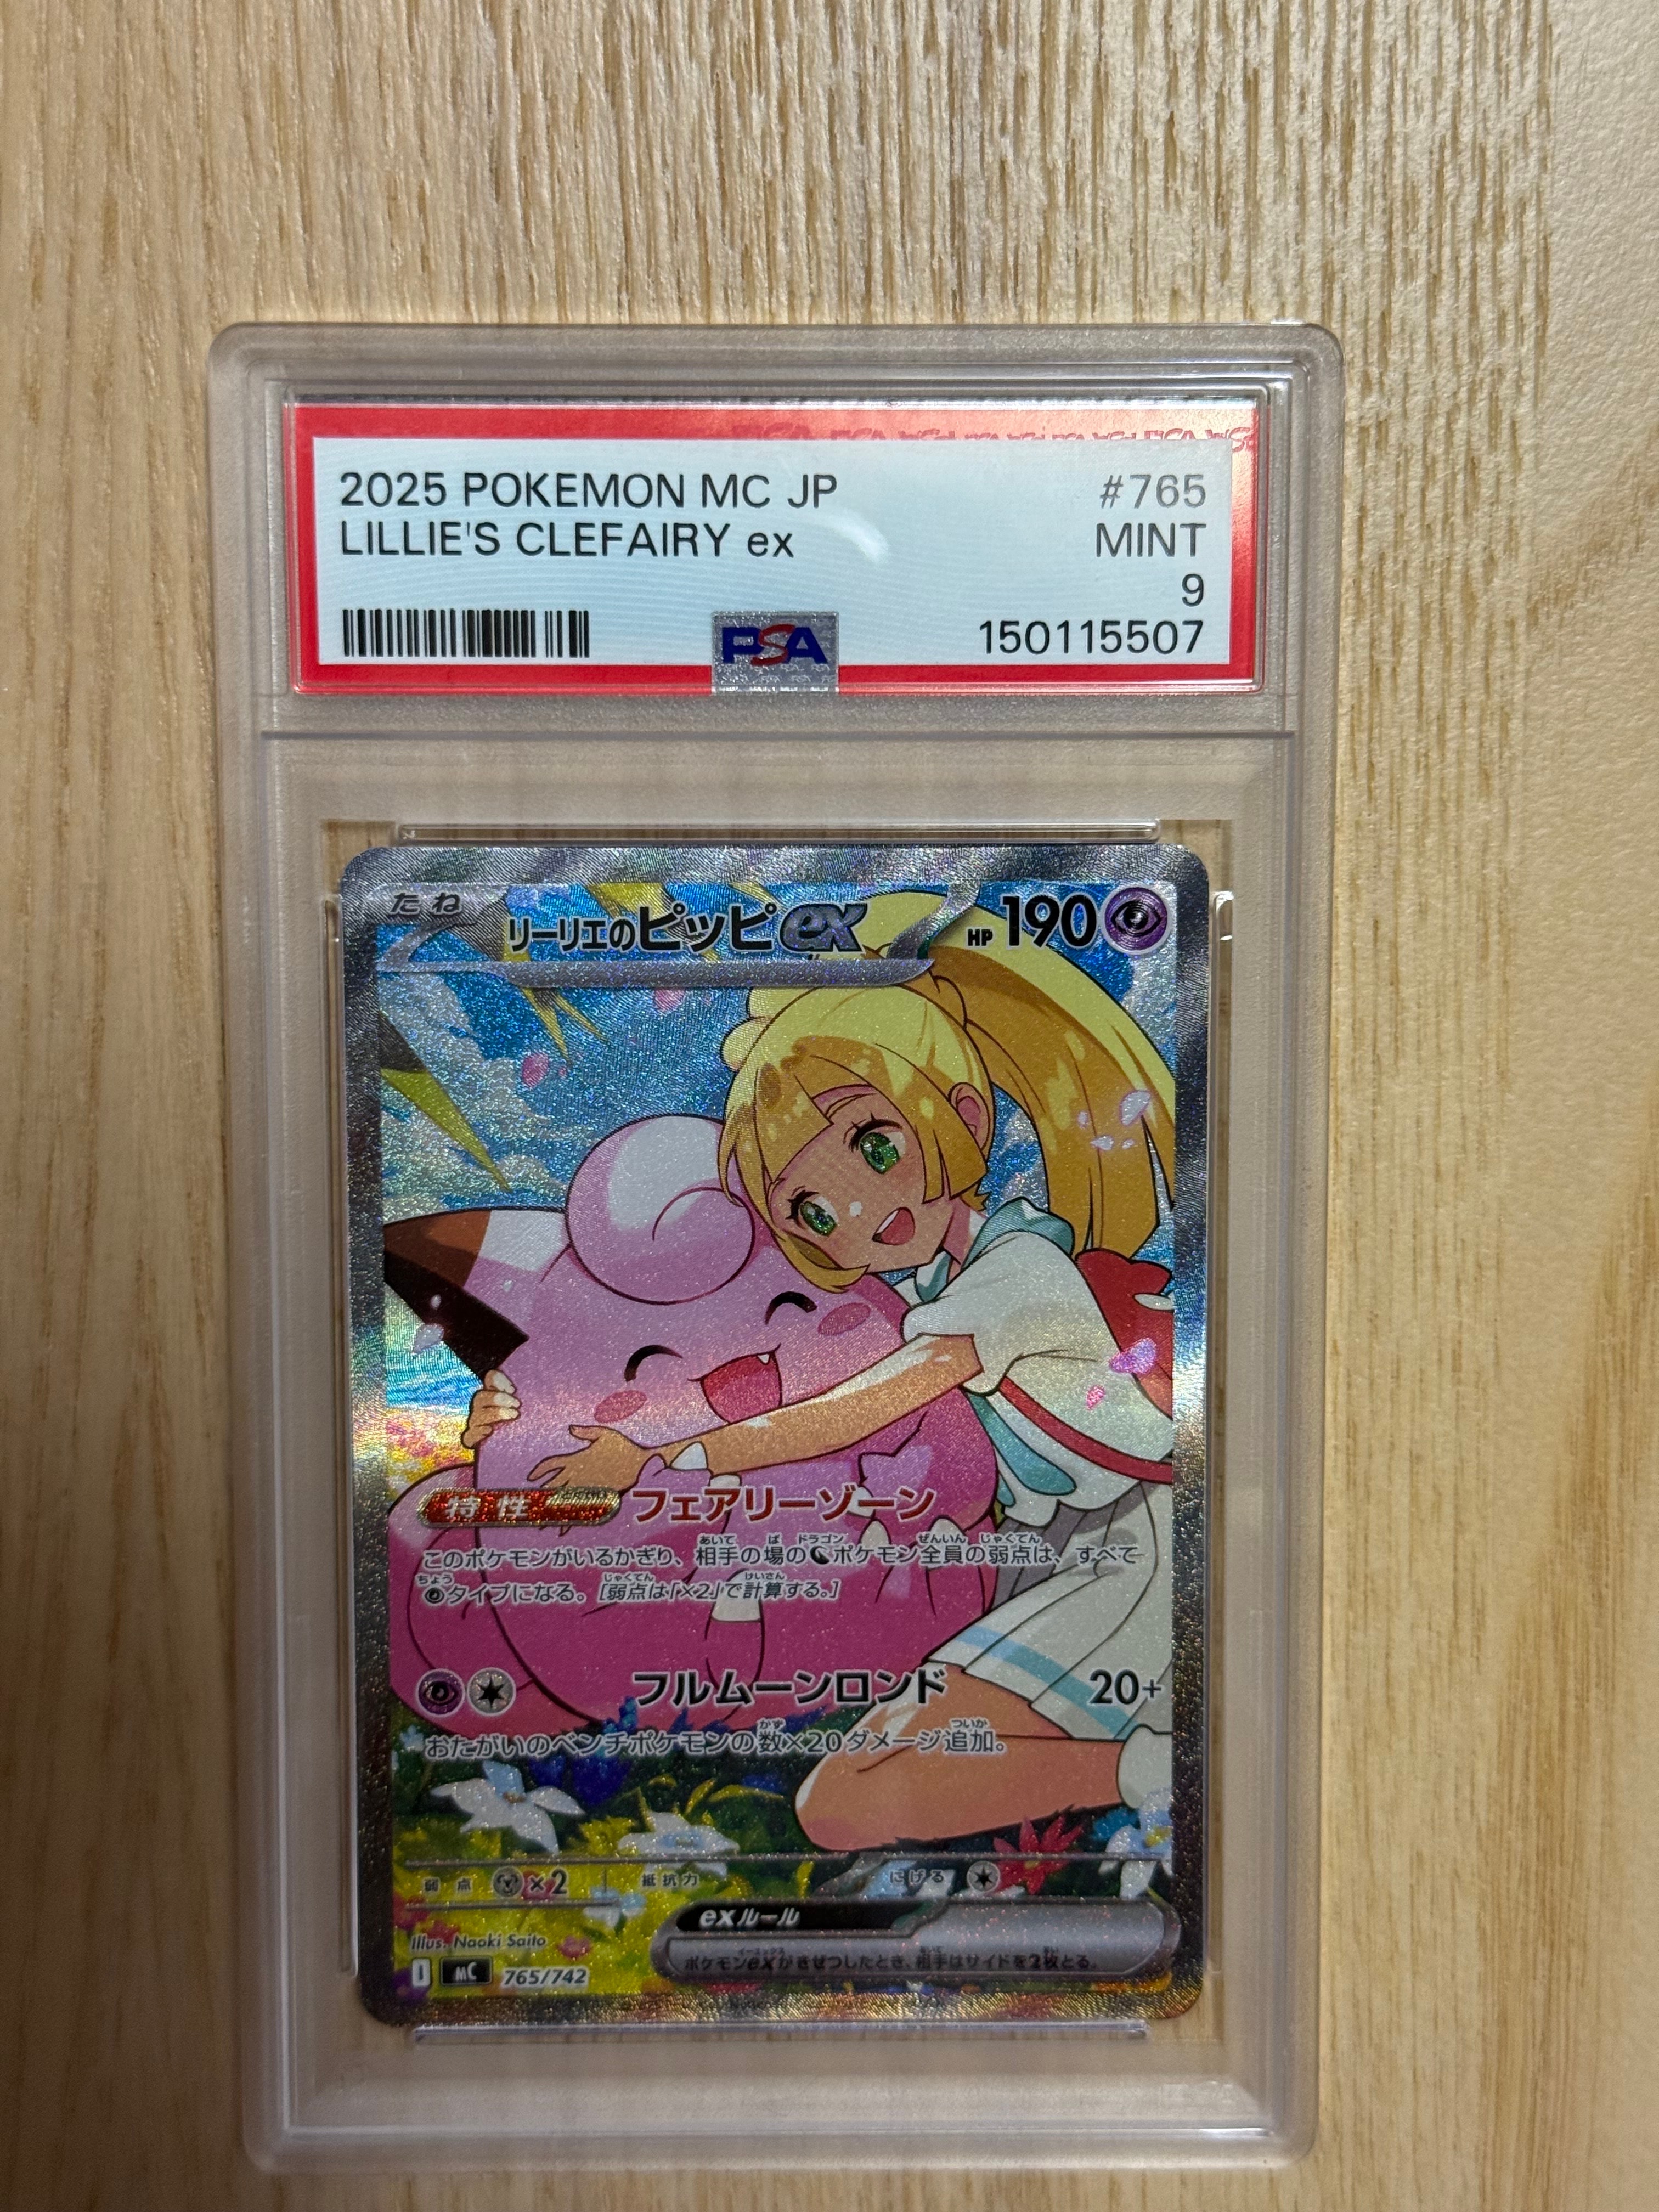 2025 POKEMON MC JP #765
LILLIE'S CLEFAIRY ex MINT
9
PSA 150115507
たね リーリエのピッピex HP 190
特性 フェアリーゾーン
このポケモンがいるかぎり、相手の場のポケモン全員の弱点は、すべて
タイプになる。[弱点は「×2」で計算する。]
フルムーンロンド 20+
おたがいのベンチポケモンの数×20ダメージ追加。
弱点 ×2 抵抗力 にげる
exルール
ポケモンexがきぜつしたとき、相手はサイドを2枚とる。
Illus. Naoki Saito
I MC 765/742